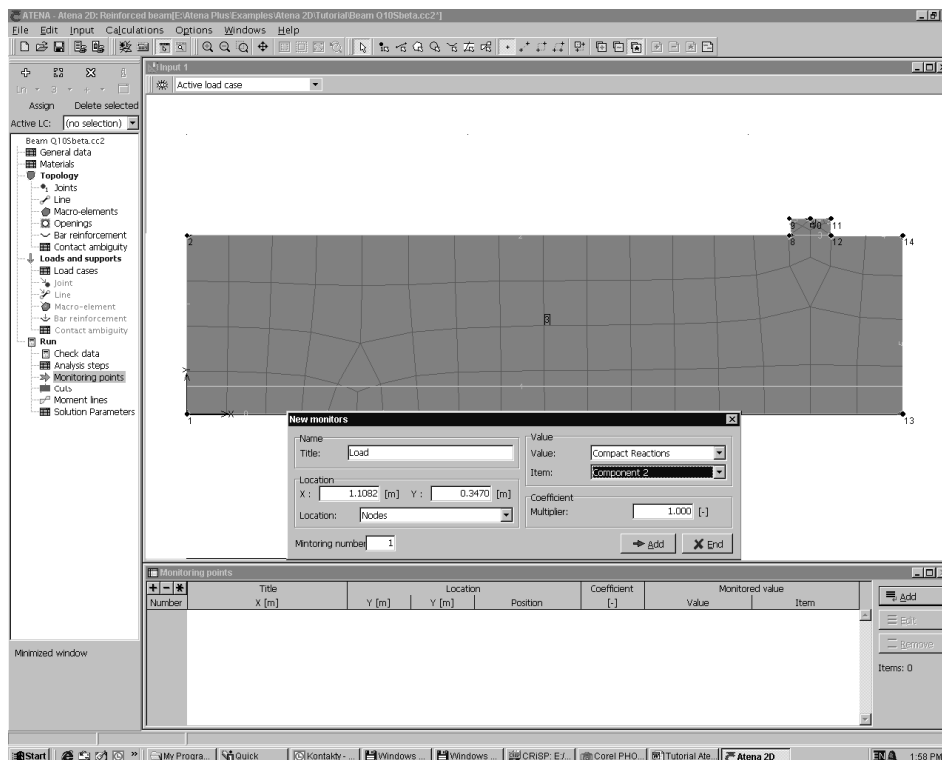 ATENA - Atena 2D: Reinforced beam[E:\Atena Plus\Examples\Atena 2D\Tutorial\Beam Q10Sbeta.cc2*]
File Edit Input Calculations Options Windows Help
Input 1
Active load case
Ln 3
Assign Delete selected
Active LC: (no selection)
Beam Q10Sbeta.cc2
General data
Materials
Topology
Joints
Line
Macro-elements
Openings
Bar reinforcement
Contact ambiguity
Loads and supports
Load cases
Joint
Line
Macro-element
Bar reinforcement
Contact ambiguity
Run
Check data
Analysis steps
Monitoring points
Cuts
Moment lines
Solution Parameters
Minimized window
9 11
2 8 3 12 14
1 X 13
New monitors
Name
Title: Load
Location
X : 1.1082 [m] Y : 0.3470 [m]
Location: Nodes
Mintoring number 1
Value
Value: Compact Reactions
Item: Component 2
Coefficient
Multiplier: 1.000 [-]
Add End
Monitoring points
Title Location Coefficient Monitored value
Number X [m] Y [m] Y [m] Position [-] Value Item
Add
Edit
Remove
Items: 0
Start My Progra... Quick Kontakty - ... Windows ... Windows ... CRiSP: E:/... Corel PHO... Tutorial Ate... Atena 2D EN 1:58 PM